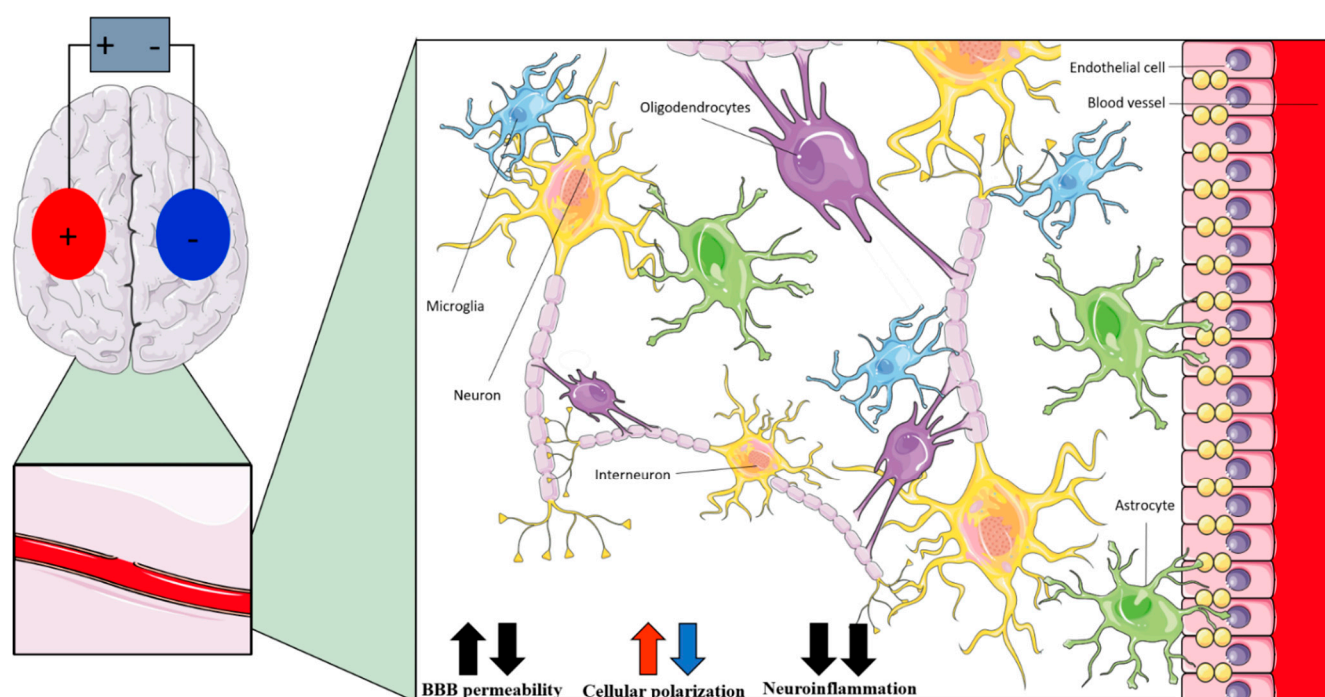 + -
+
-
Endothelial cell
Blood vessel
Oligodendrocytes
Microglia
Neuron
Interneuron
Astrocyte
BBB permeability
Cellular polarization
Neuroinflammation